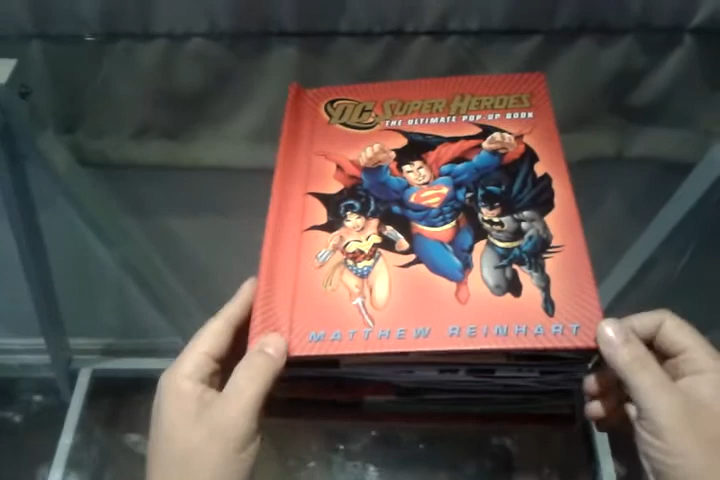 DC SUPER HEROES
THE ULTIMATE POP-UP BOOK
S
MATTHEW REINHART